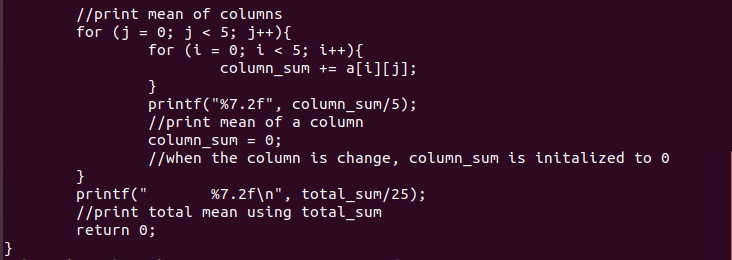 //print mean of columns
for (j = 0; j < 5; j++){
for (i = 0; i < 5; i++){
column_sum += a[i][j];
}
printf("%7.2f", column_sum/5);
//print mean of a column
column_sum = 0;
//when the column is change, column_sum is initalized to 0
}
printf("        %7.2f\n", total_sum/25);
//print total mean using total_sum
return 0;
}